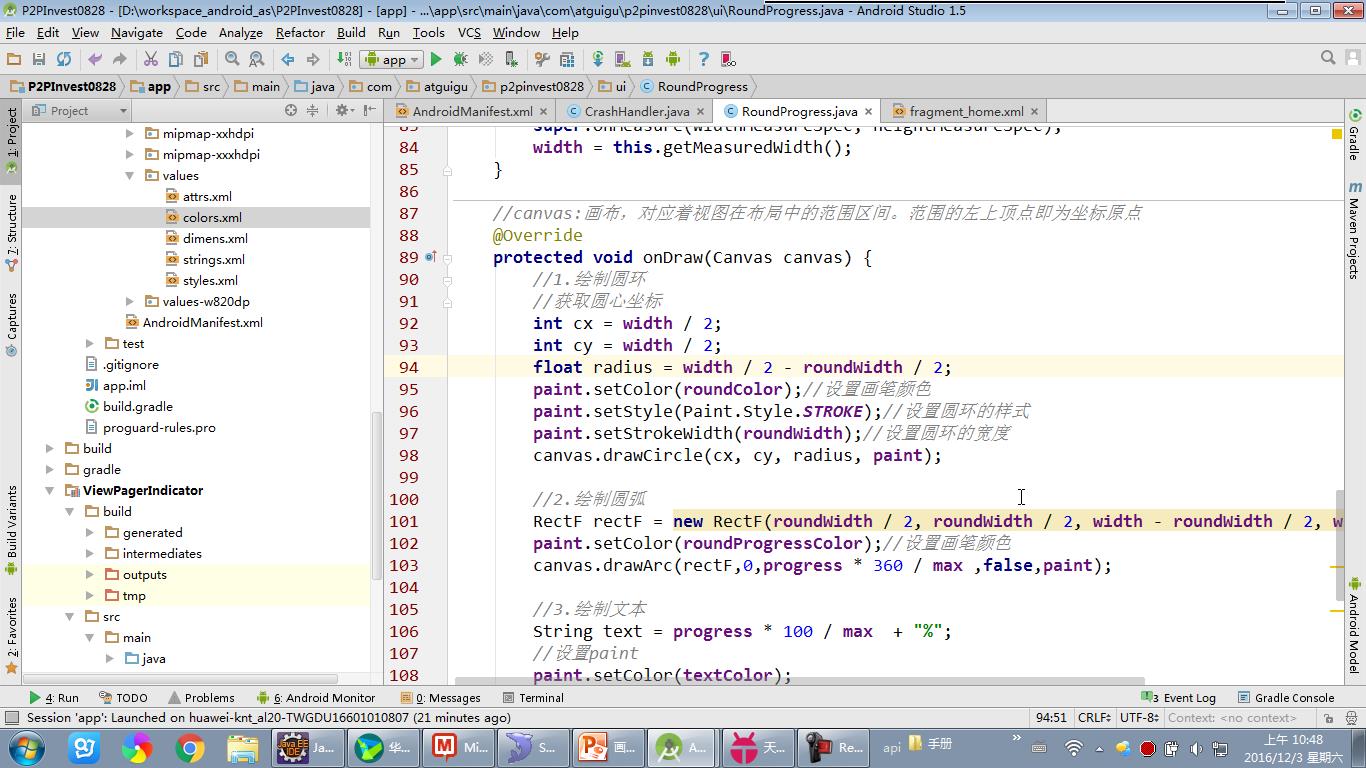 P2PInvest0828 - [D:\workspace_android_as\P2PInvest0828] - [app] - ...\app\src\main\java\com\atguigu\p2pinvest0828\ui\RoundProgress.java - Android Studio 1.5
File Edit View Navigate Code Analyze Refactor Build Run Tools VCS Window Help
app
P2PInvest0828 app src main java com atguigu p2pinvest0828 ui RoundProgress
Project
AndroidManifest.xml CrashHandler.java RoundProgress.java fragment_home.xml
1: Project
7: Structure
Captures
Build Variants
2: Favorites
mipmap-xxhdpi
mipmap-xxxhdpi
values
attrs.xml
colors.xml
dimens.xml
strings.xml
styles.xml
values-w820dp
AndroidManifest.xml
test
.gitignore
app.iml
build.gradle
proguard-rules.pro
build
gradle
ViewPagerIndicator
build
generated
intermediates
outputs
tmp
src
main
java
83 super.onMeasure(widthMeasureSpec, heightMeasureSpec);
84 width = this.getMeasuredWidth();
85 }
86
87 //canvas:画布，对应着视图在布局中的范围区间。范围的左上顶点即为坐标原点
88 @Override
89 protected void onDraw(Canvas canvas) {
90 //1.绘制圆环
91 //获取圆心坐标
92 int cx = width / 2;
93 int cy = width / 2;
94 float radius = width / 2 - roundWidth / 2;
95 paint.setColor(roundColor);//设置画笔颜色
96 paint.setStyle(Paint.Style.STROKE);//设置圆环的样式
97 paint.setStrokeWidth(roundWidth);//设置圆环的宽度
98 canvas.drawCircle(cx, cy, radius, paint);
99
100 //2.绘制圆弧
101 RectF rectF = new RectF(roundWidth / 2, roundWidth / 2, width - roundWidth / 2, w
102 paint.setColor(roundProgressColor);//设置画笔颜色
103 canvas.drawArc(rectF,0,progress * 360 / max ,false,paint);
104
105 //3.绘制文本
106 String text = progress * 100 / max  + "%";
107 //设置paint
108 paint.setColor(textColor);
Gradle
Maven Projects
Android Model
4: Run TODO Problems 6: Android Monitor 0: Messages Terminal 3 Event Log Gradle Console
Session 'app': Launched on huawei-knt_al20-TWGDU16601010807 (21 minutes ago) 94:51 CRLF UTF-8 Context: <no context>
Ja... 华... Mi... S... 画... A... 天... Re... api 手册 上午 10:48
2016/12/3 星期六